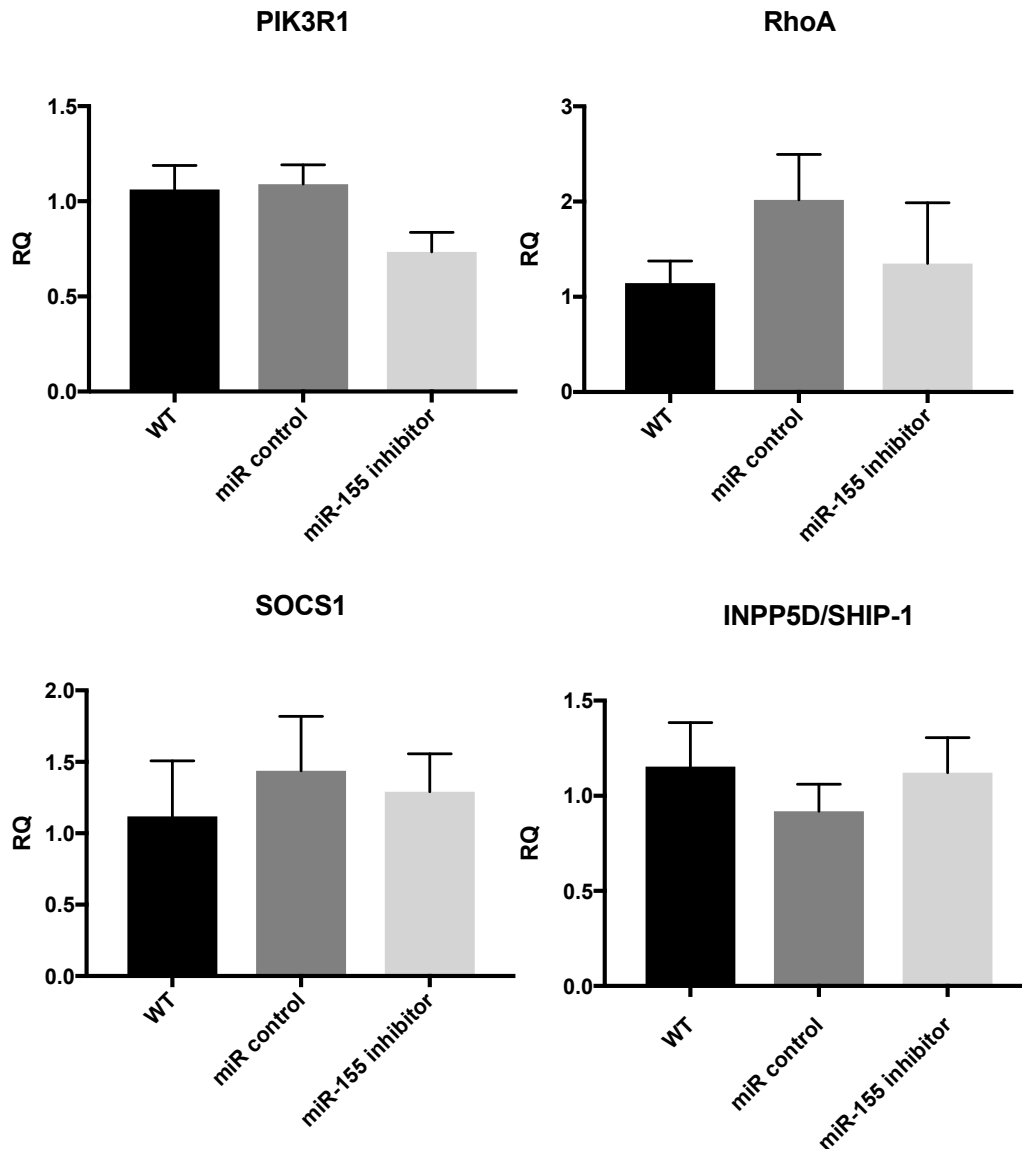 PIK3R1
1.5
1.0
0.5
0.0
RQ
WT
miR control
miR-155 inhibitor
RhoA
3
2
1
0
RQ
WT
miR control
miR-155 inhibitor
SOCS1
2.0
1.5
1.0
0.5
0.0
RQ
WT
miR control
miR-155 inhibitor
INPP5D/SHIP-1
1.5
1.0
0.5
0.0
RQ
WT
miR control
miR-155 inhibitor